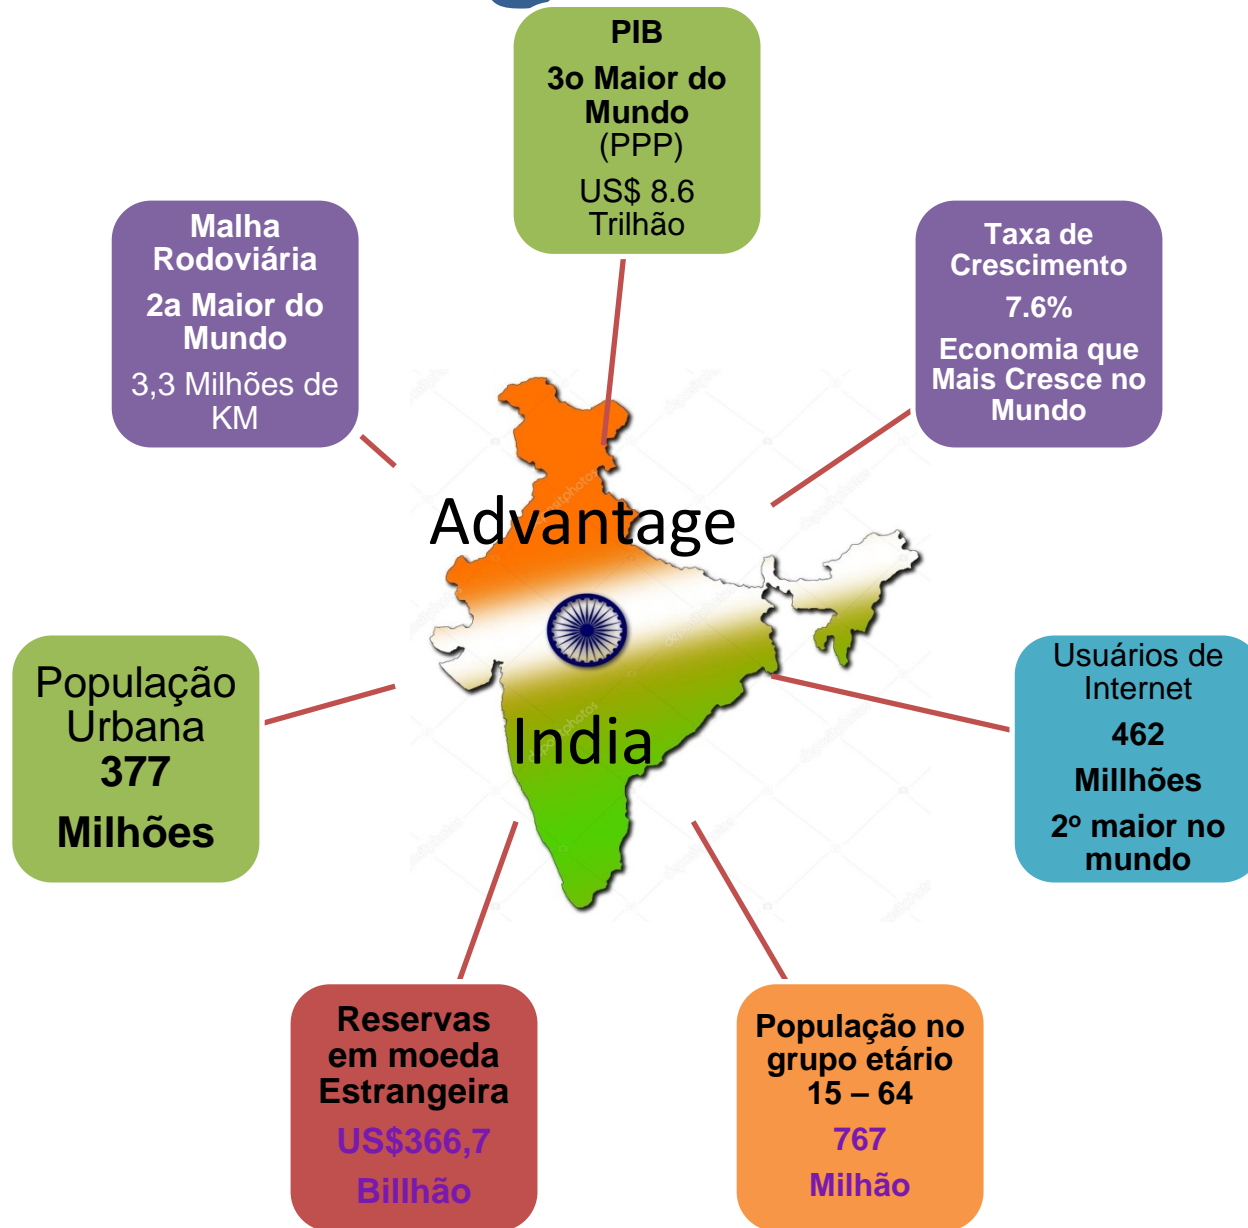 PIB
3o Maior do
Mundo
(PPP)
US$ 8.6
Trilhão
Malha
Rodoviária
2a Maior do
Mundo
3,3 Milhões de
KM
Taxa de
Crescimento
7.6%
Economia que
Mais Cresce no
Mundo
Advantage
India
População
Urbana
377
Milhões
Usuários de
Internet
462
Millhões
2º maior no
mundo
Reservas
em moeda
Estrangeira
US$366,7
Billhão
População no
grupo etário
15 – 64
767
Milhão
depositphotos